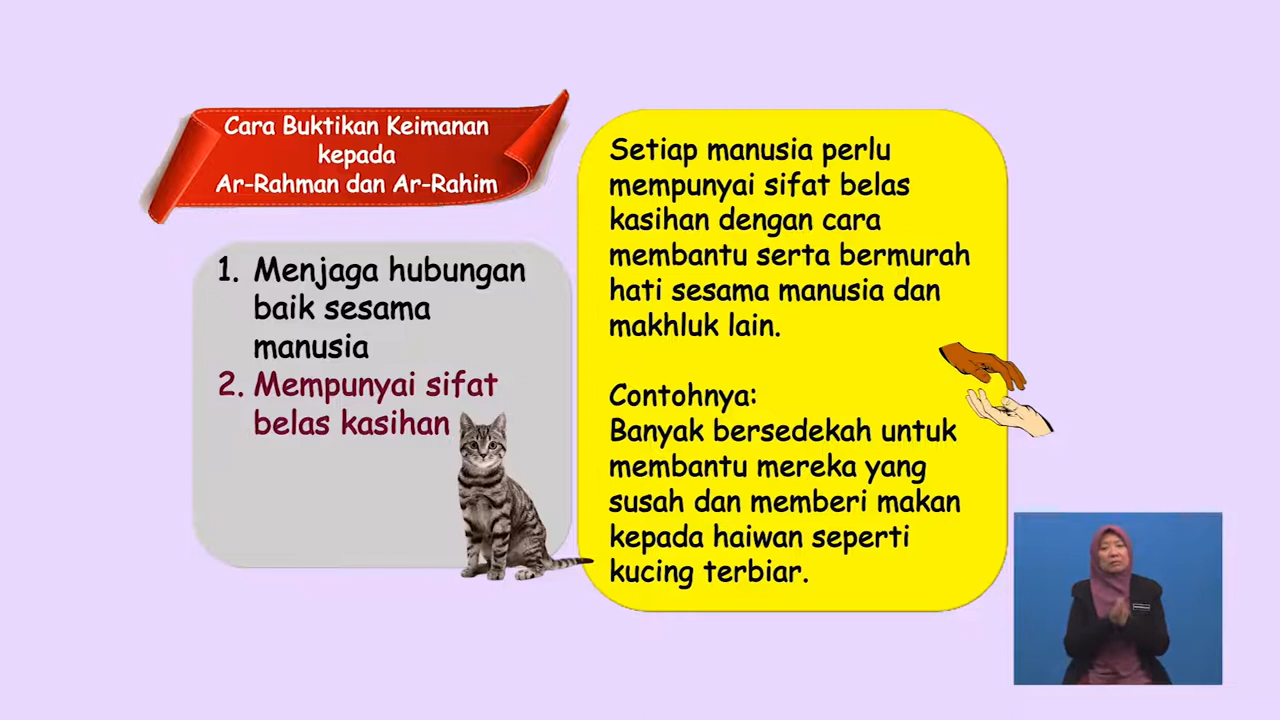 Cara Buktikan Keimanan
kepada
Ar-Rahman dan Ar-Rahim
1. Menjaga hubungan
baik sesama
manusia
2. Mempunyai sifat
belas kasihan
Setiap manusia perlu
mempunyai sifat belas
kasihan dengan cara
membantu serta bermurah
hati sesama manusia dan
makhluk lain.
Contohnya:
Banyak bersedekah untuk
membantu mereka yang
susah dan memberi makan
kepada haiwan seperti
kucing terbiar.